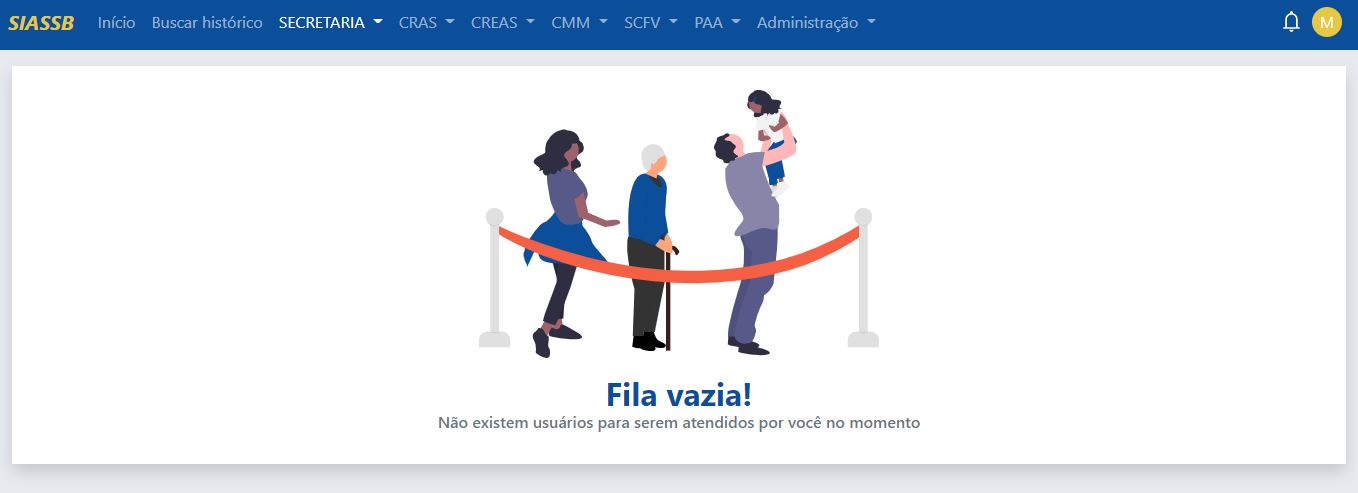 SIASSB Início Buscar histórico SECRETARIA CRAS CREAS CMM SCFV PAA Administração M
Fila vazia!
Não existem usuários para serem atendidos por você no momento